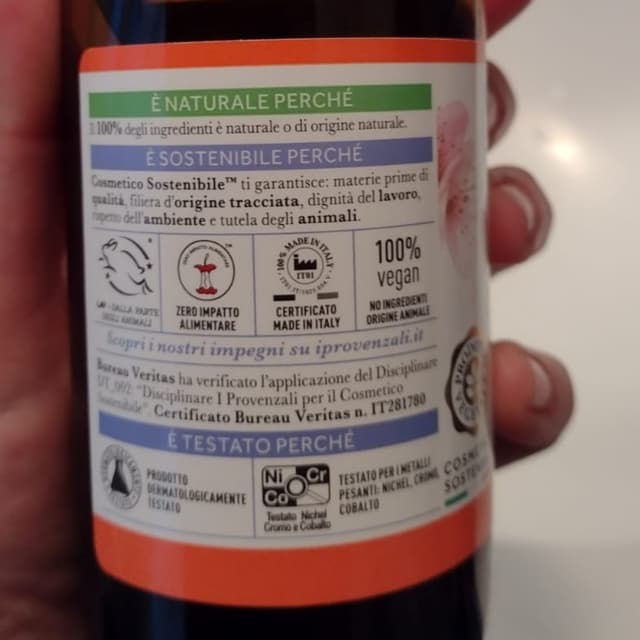 È NATURALE PERCHÉ
Il 100% degli ingredienti è naturale o di origine naturale.
È SOSTENIBILE PERCHÉ
Cosmetico Sostenibile™ ti garantisce: materie prime di
qualità, filiera d'origine tracciata, dignità del lavoro,
rispetto dell'ambiente e tutela degli animali.
LAV - DALLA PARTE
DEGLI ANIMALI
ZERO IMPATTO
ALIMENTARE
100% MADE IN ITALY
IT01
CERTIFICATO
MADE IN ITALY
100%
vegan
NO INGREDIENTI
ORIGINE ANIMALE
Scopri i nostri impegni su iprovenzali.it
Bureau Veritas ha verificato l'applicazione del Disciplinare
DT_002: "Disciplinare I Provenzali per il Cosmetico
Sostenibile". Certificato Bureau Veritas n. IT281780
È TESTATO PERCHÉ
PRODOTTO
DERMATOLOGICAMENTE
TESTATO
Ni Cr
Co
Testato Nichel
Cromo e Cobalto
TESTATO PER I METALLI
PESANTI: NICHEL, CROMO,
COBALTO